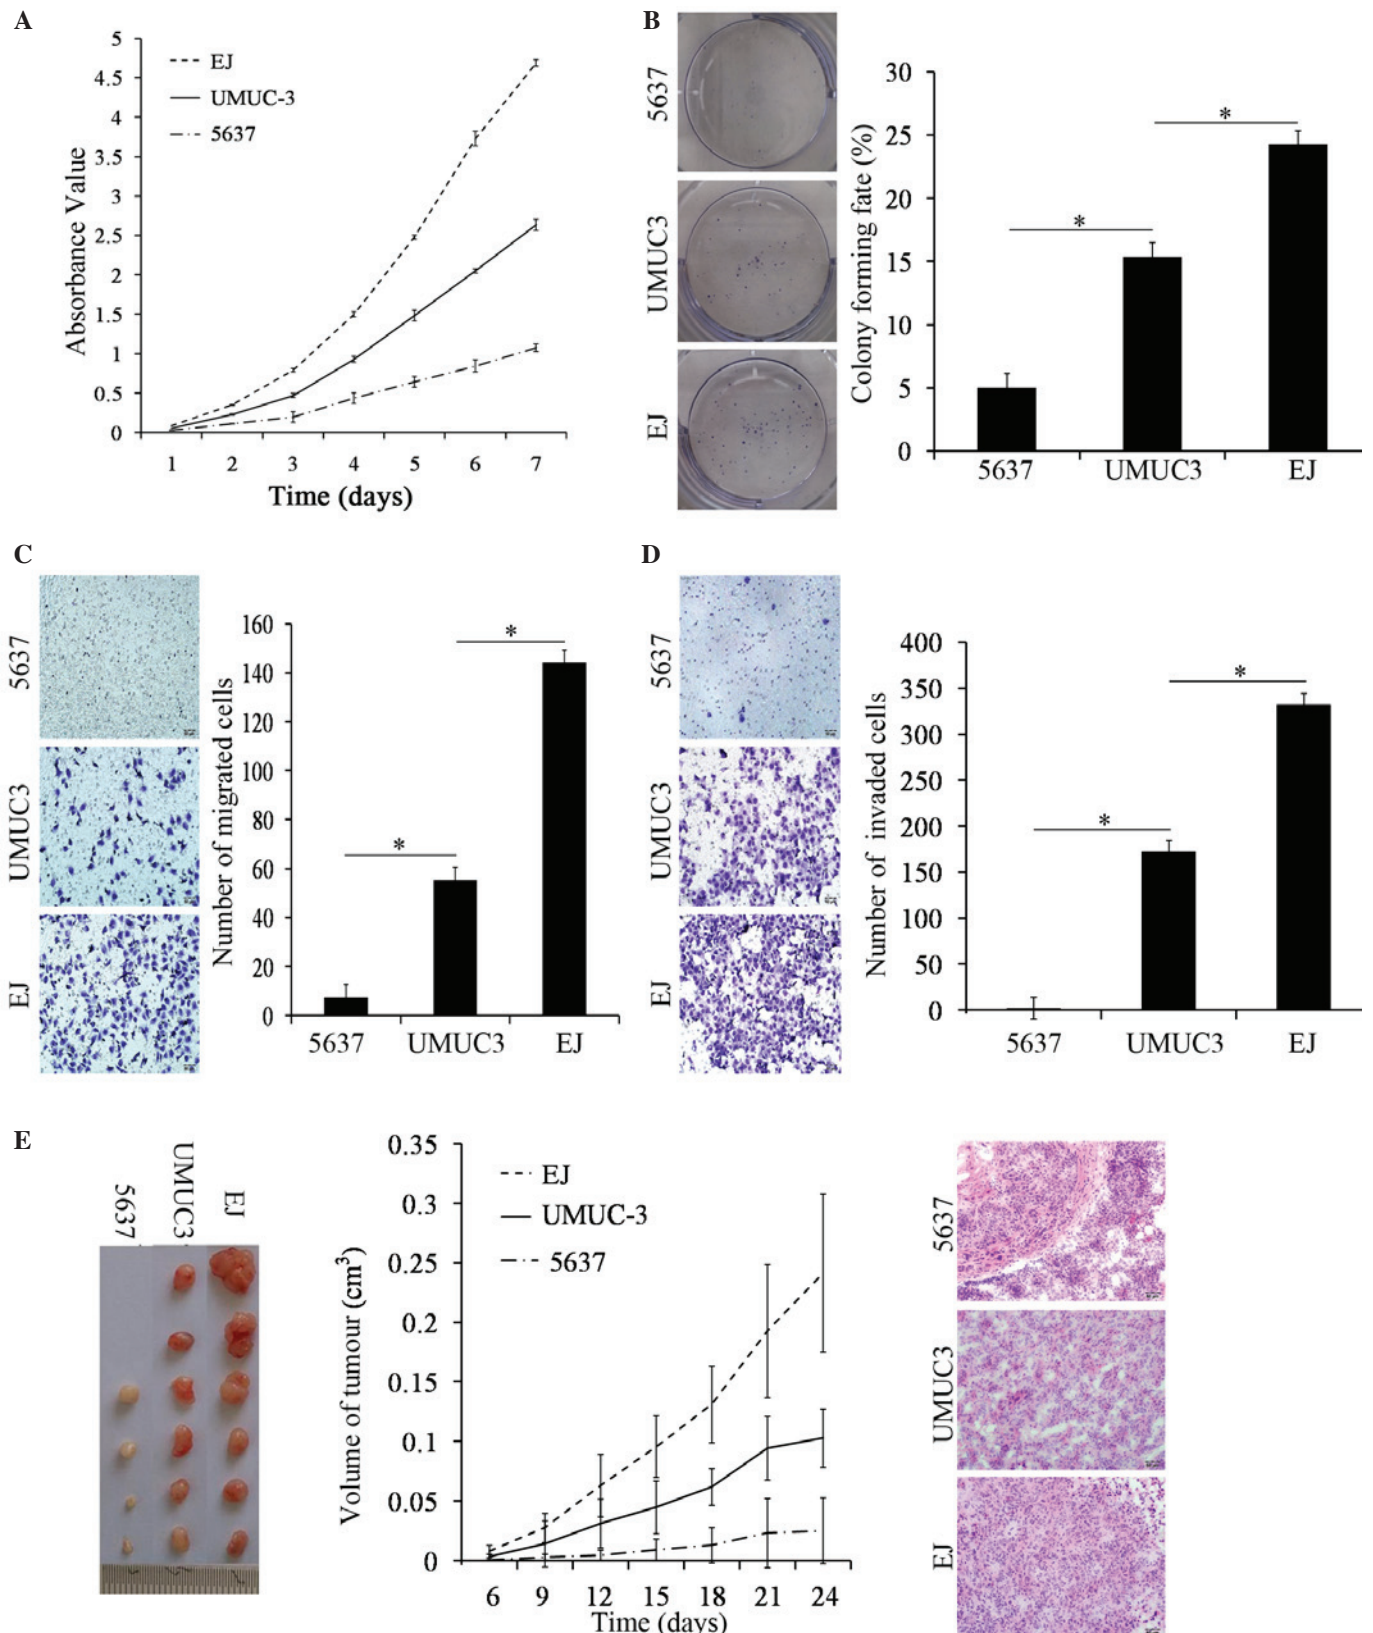 A
5
4.5
4
3.5
3
2.5
2
1.5
1
0.5
0
EJ
UMUC-3
5637
Absorbance Value
1 2 3 4 5 6 7
Time (days)
B
5637
UMUC3
EJ
30
25
20
15
10
5
0
Colony forming fate (%)
*
*
5637 UMUC3 EJ
C
5637
UMUC3
EJ
160
140
120
100
80
60
40
20
0
Number of migrated cells
*
*
5637 UMUC3 EJ
D
5637
UMUC3
EJ
400
350
300
250
200
150
100
50
0
Number of invaded cells
*
*
5637 UMUC3 EJ
E
5637
UMUC3
EJ
0.35
0.3
0.25
0.2
0.15
0.1
0.05
0
EJ
UMUC-3
5637
Volume of tumour (cm³)
6 9 12 15 18 21 24
Time (days)
5637
UMUC3
EJ